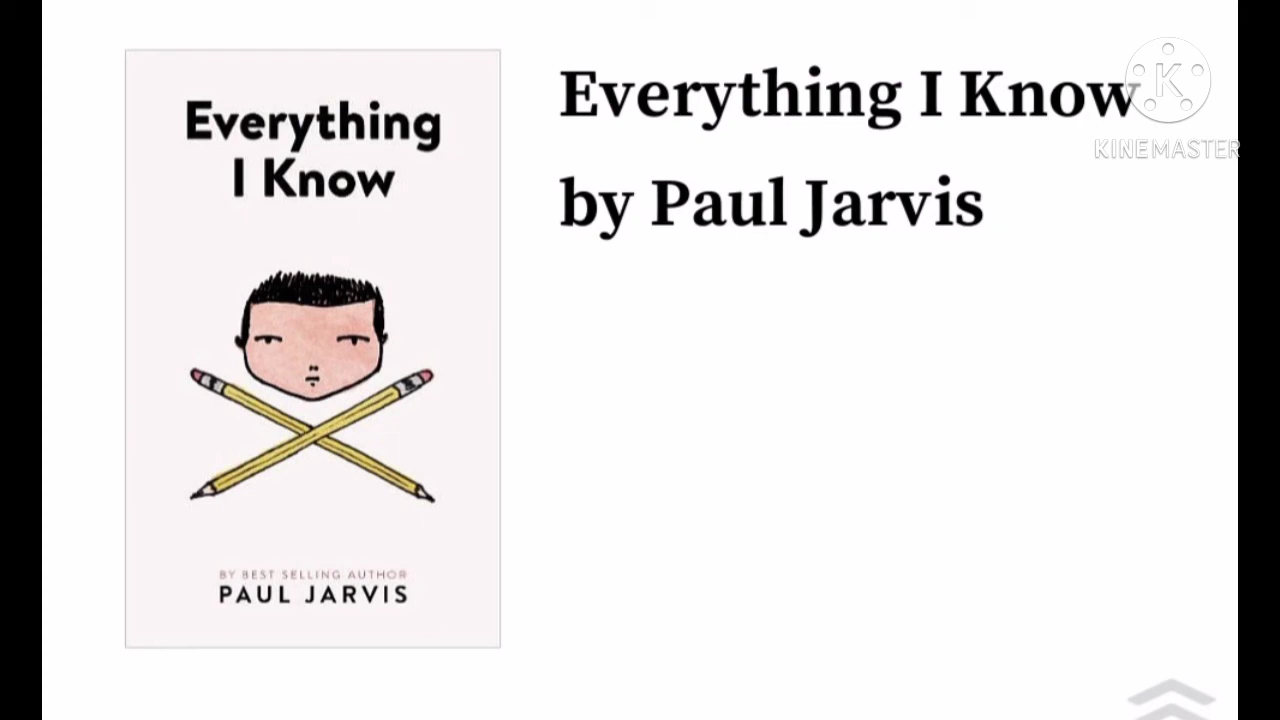 Everything
I Know
BY BEST SELLING AUTHOR
PAUL JARVIS
Everything I Know
by Paul Jarvis
K
KINEMASTER